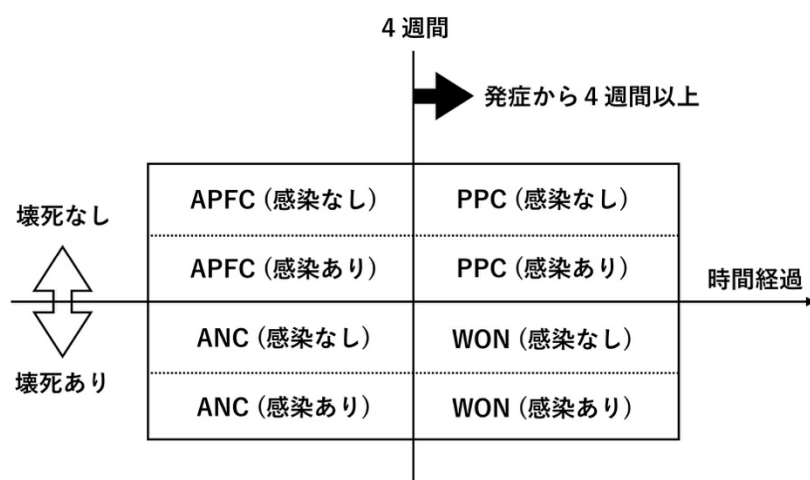 4 週間
発症から 4 週間以上
壊死なし
APFC (感染なし)
PPC (感染なし)
APFC (感染あり)
PPC (感染あり)
時間経過
ANC (感染なし)
WON (感染なし)
壊死あり
ANC (感染あり)
WON (感染あり)